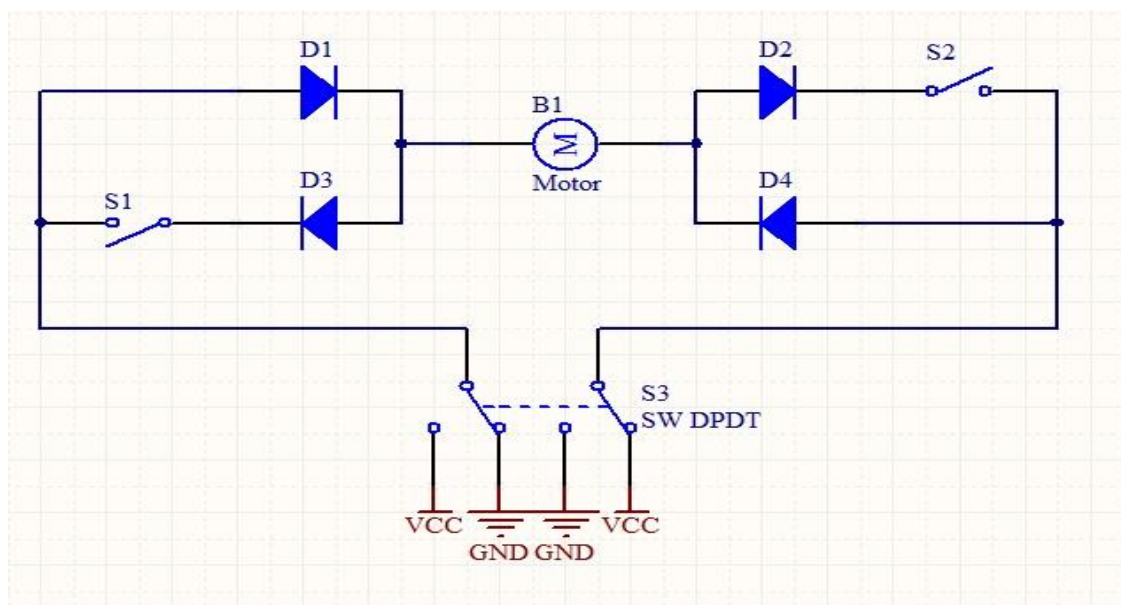 D1
D2
S2
B1
M
Motor
D3
D4
S1
S3
SW DPDT
VCC
VCC
GND GND